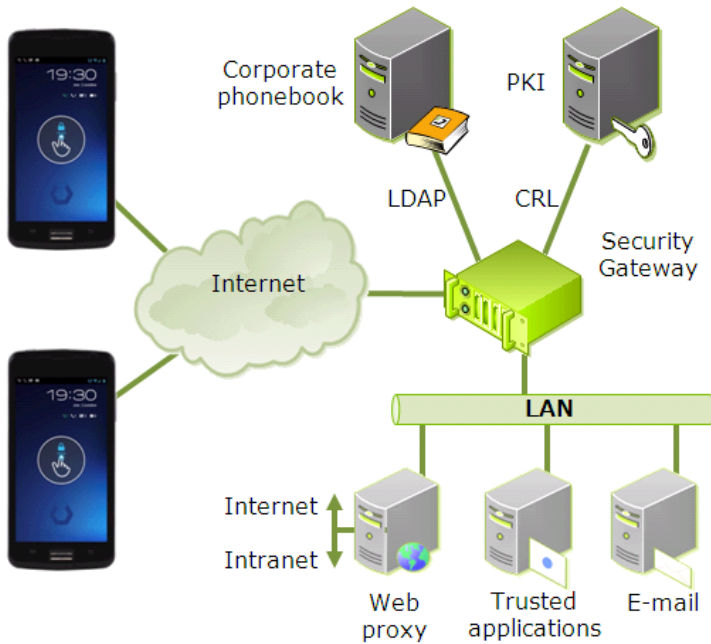 19:30
Corporate
phonebook
PKI
LDAP
CRL
Security
Gateway
Internet
19:30
LAN
Internet
Intranet
Web
proxy
Trusted
applications
E-mail